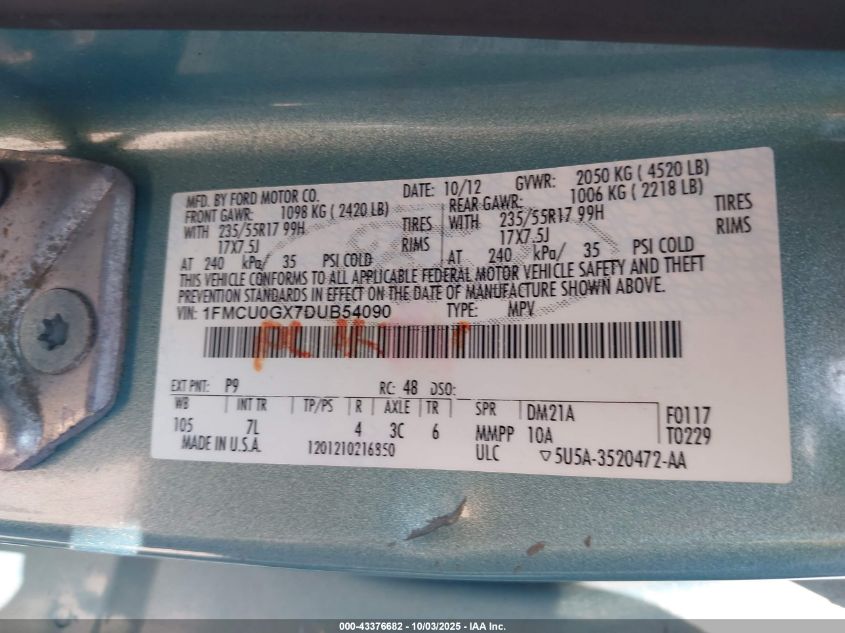 MFD. BY FORD MOTOR CO. DATE: 10/12 GVWR: 2050 KG ( 4520 LB)
FRONT GAWR: 1098 KG ( 2420 LB) REAR GAWR: 1006 KG ( 2218 LB)
WITH 235/55R17 99H TIRES WITH 235/55R17 99H TIRES
17X7.5J RIMS 17X7.5J RIMS
AT 240 kPa/ 35 PSI COLD AT 240 kPa/ 35 PSI COLD
THIS VEHICLE CONFORMS TO ALL APPLICABLE FEDERAL MOTOR VEHICLE SAFETY AND THEFT
PREVENTION STANDARDS IN EFFECT ON THE DATE OF MANUFACTURE SHOWN ABOVE.
VIN: 1FMCU0GX7DUB54090 TYPE: MPV
EXT PNT: P9 RC: 48 DSO:
WB INT TR TP/PS R AXLE TR SPR DM21A F0117
105 7L 4 3C 6 MMPP 10A T0229
MADE IN U.S.A. 1201210216350 ULC ▽5U5A-3520472-AA
000-43376682 - 10/03/2025 - IAA Inc.